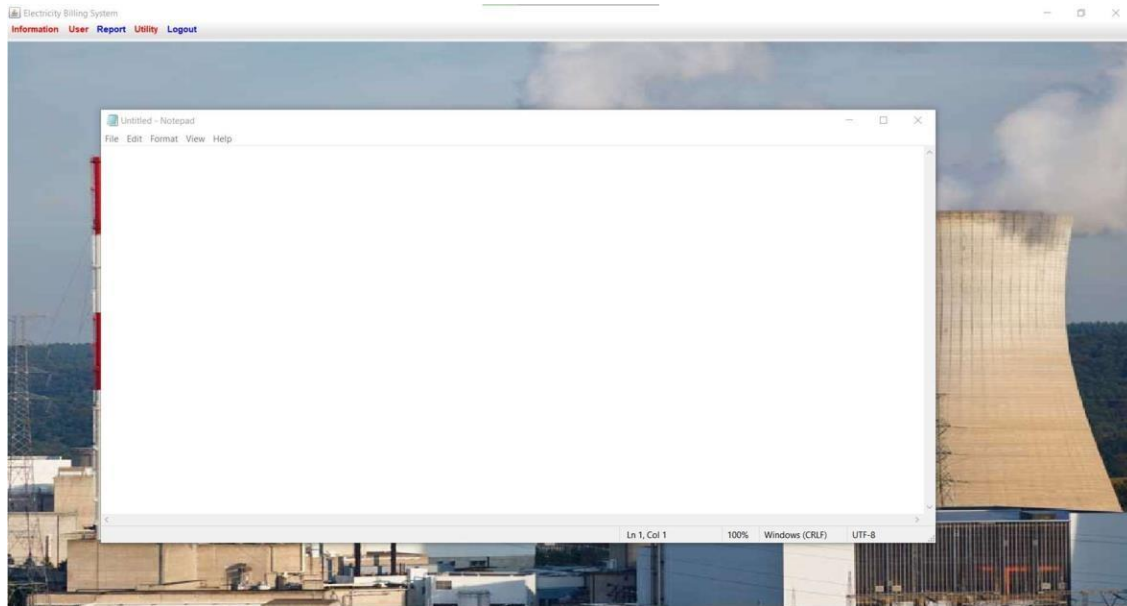 Electricity Billing System
Information User Report Utility Logout
Untitled - Notepad
File Edit Format View Help
Ln 1, Col 1 100% Windows (CRLF) UTF-8